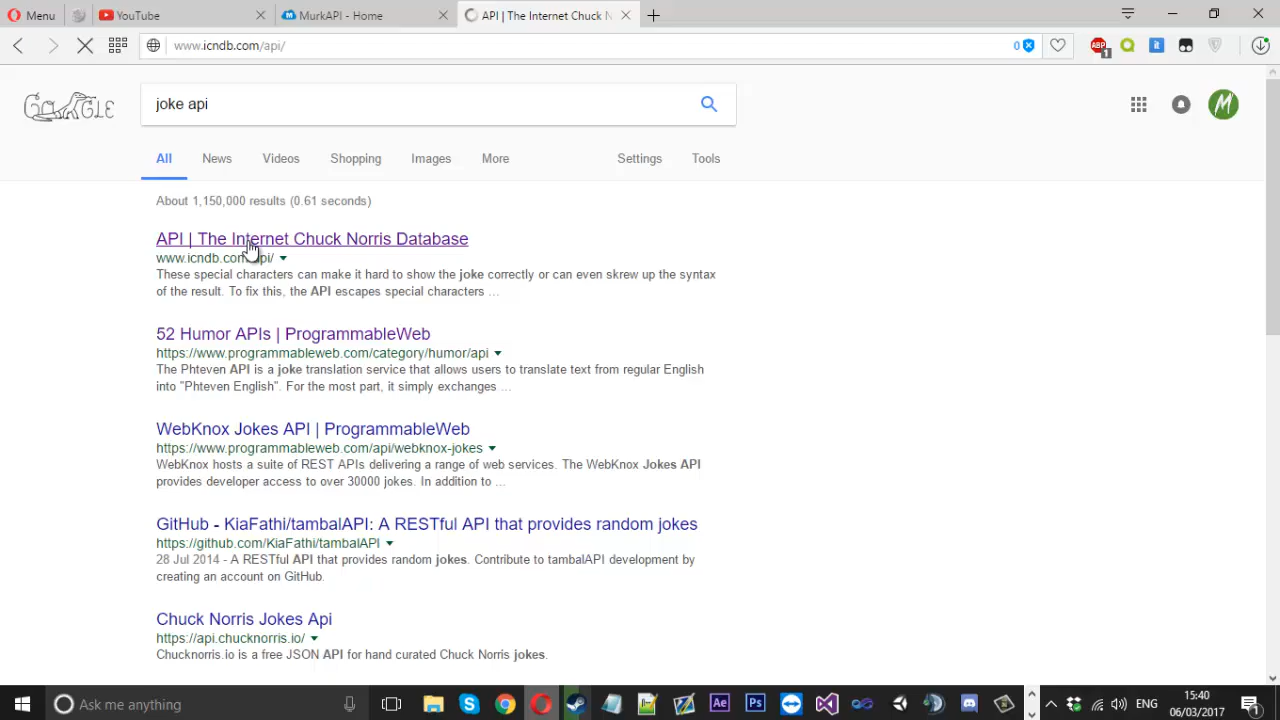 Menu
YouTube
MurkAPI - Home
API | The Internet Chuck N
www.icndb.com/api/
0
ABP
1
it
joke api
M
All
News
Videos
Shopping
Images
More
Settings
Tools
About 1,150,000 results (0.61 seconds)
API | The Internet Chuck Norris Database
www.icndb.com/api/
These special characters can make it hard to show the joke correctly or can even skrew up the syntax
of the result. To fix this, the API escapes special characters ...
52 Humor APIs | ProgrammableWeb
https://www.programmableweb.com/category/humor/api
The Phteven API is a joke translation service that allows users to translate text from regular English
into "Phteven English". For the most part, it simply exchanges ...
WebKnox Jokes API | ProgrammableWeb
https://www.programmableweb.com/api/webknox-jokes
WebKnox hosts a suite of REST APIs delivering a range of web services. The WebKnox Jokes API
provides developer access to over 30000 jokes. In addition to ...
GitHub - KiaFathi/tambalAPI: A RESTful API that provides random jokes
https://github.com/KiaFathi/tambalAPI
28 Jul 2014 - A RESTful API that provides random jokes. Contribute to tambalAPI development by
creating an account on GitHub.
Chuck Norris Jokes Api
https://api.chucknorris.io/
Chucknorris.io is a free JSON API for hand curated Chuck Norris jokes.
Ask me anything
Ae
Ps
ENG
15:40
06/03/2017
1